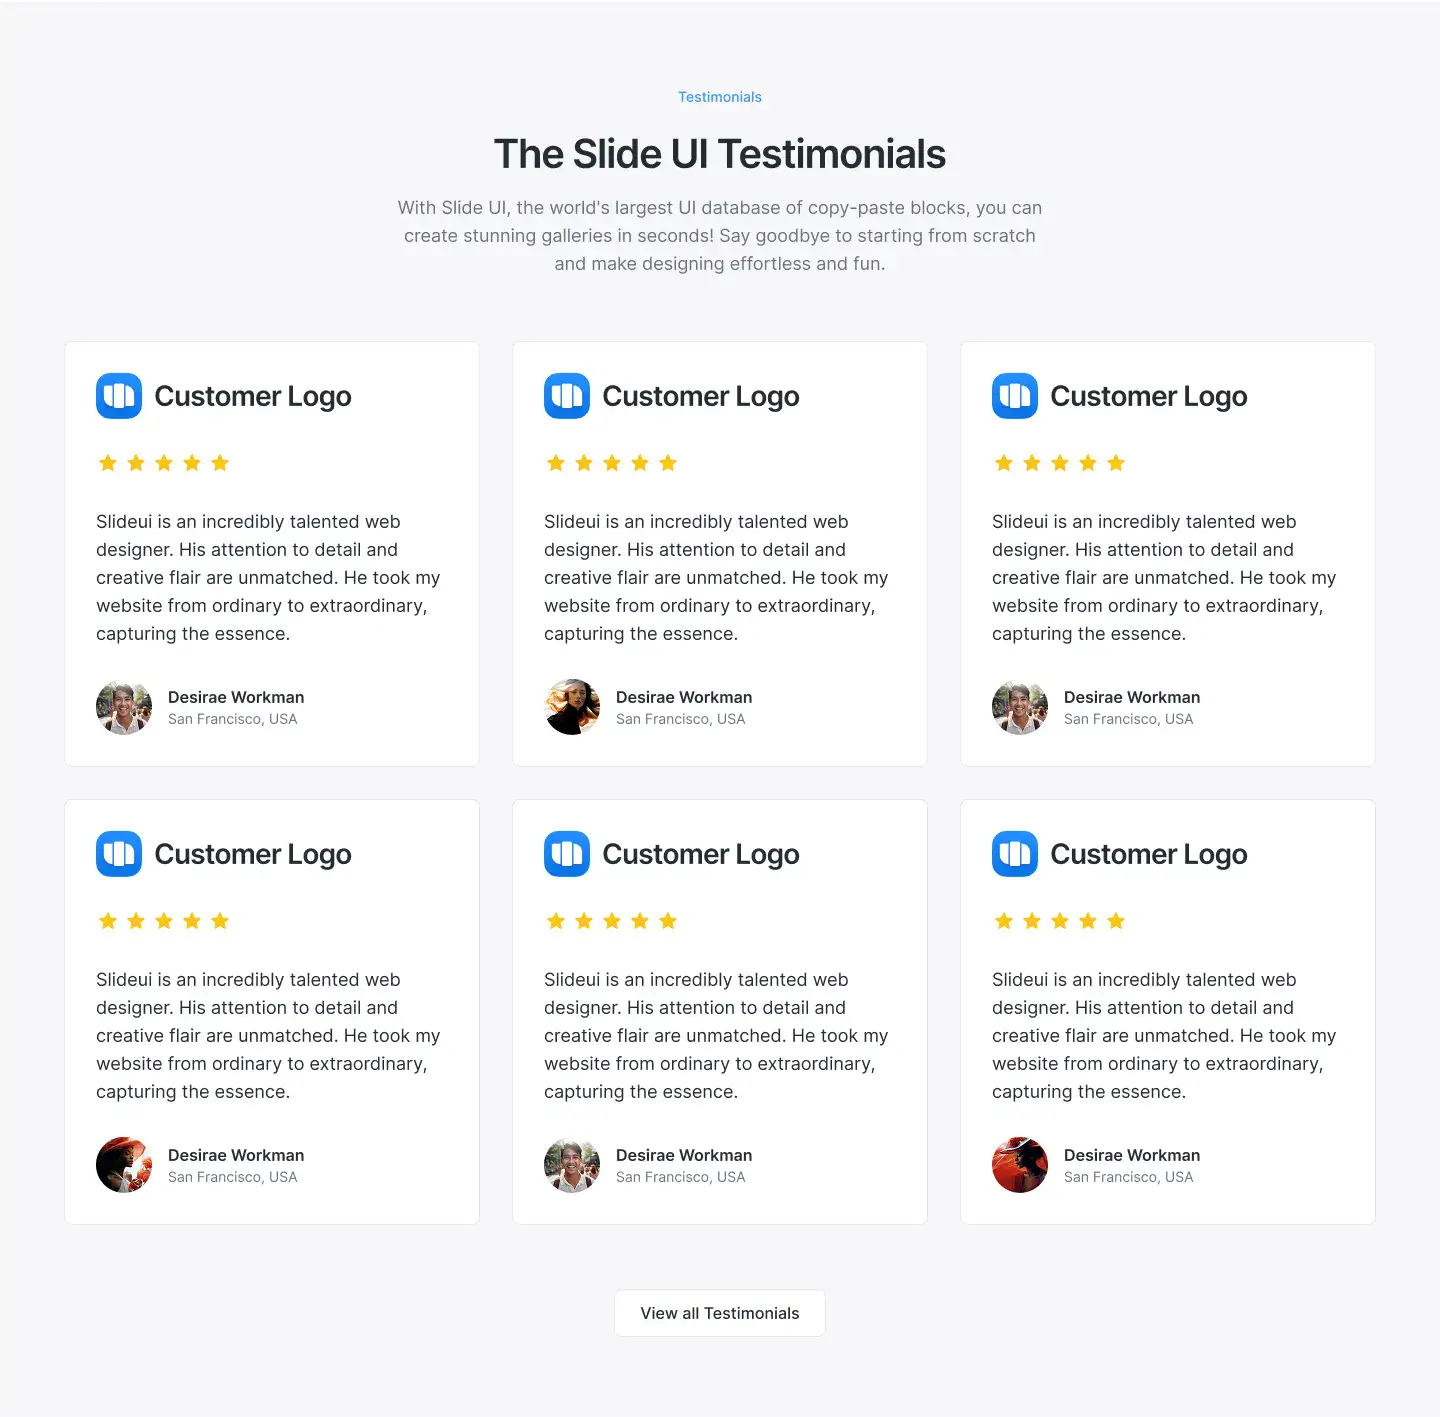 Testimonials
The Slide UI Testimonials
With Slide UI, the world's largest UI database of copy-paste blocks, you can
create stunning galleries in seconds! Say goodbye to starting from scratch
and make designing effortless and fun.
Customer Logo
Slideui is an incredibly talented web
designer. His attention to detail and
creative flair are unmatched. He took my
website from ordinary to extraordinary,
capturing the essence.
Desirae Workman
San Francisco, USA
Customer Logo
Slideui is an incredibly talented web
designer. His attention to detail and
creative flair are unmatched. He took my
website from ordinary to extraordinary,
capturing the essence.
Desirae Workman
San Francisco, USA
Customer Logo
Slideui is an incredibly talented web
designer. His attention to detail and
creative flair are unmatched. He took my
website from ordinary to extraordinary,
capturing the essence.
Desirae Workman
San Francisco, USA
Customer Logo
Slideui is an incredibly talented web
designer. His attention to detail and
creative flair are unmatched. He took my
website from ordinary to extraordinary,
capturing the essence.
Desirae Workman
San Francisco, USA
Customer Logo
Slideui is an incredibly talented web
designer. His attention to detail and
creative flair are unmatched. He took my
website from ordinary to extraordinary,
capturing the essence.
Desirae Workman
San Francisco, USA
Customer Logo
Slideui is an incredibly talented web
designer. His attention to detail and
creative flair are unmatched. He took my
website from ordinary to extraordinary,
capturing the essence.
Desirae Workman
San Francisco, USA
View all Testimonials